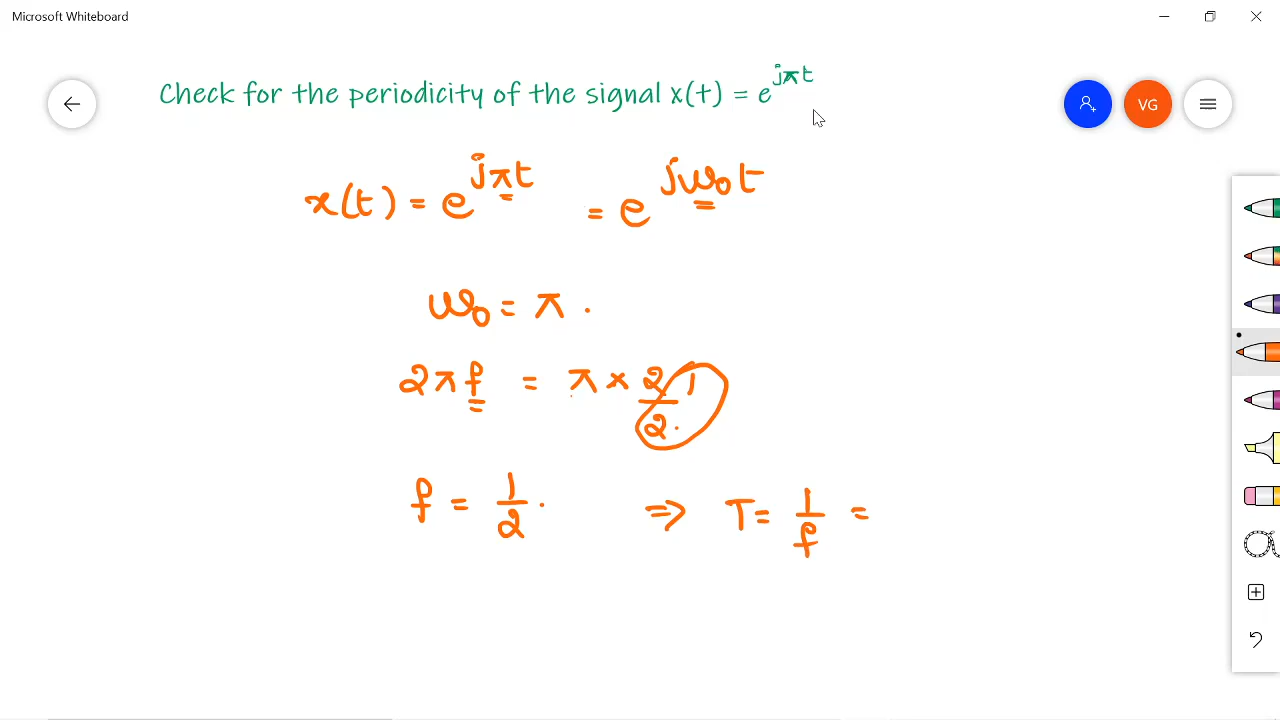 Microsoft Whiteboard
Check for the periodicity of the signal x(t) = e^jπt
VG
x(t) = e^jπt = e^jω₀t
ω₀ = π .
2πf = π × 2/2 1
f = 1/2 . ⇒ T = 1/f =